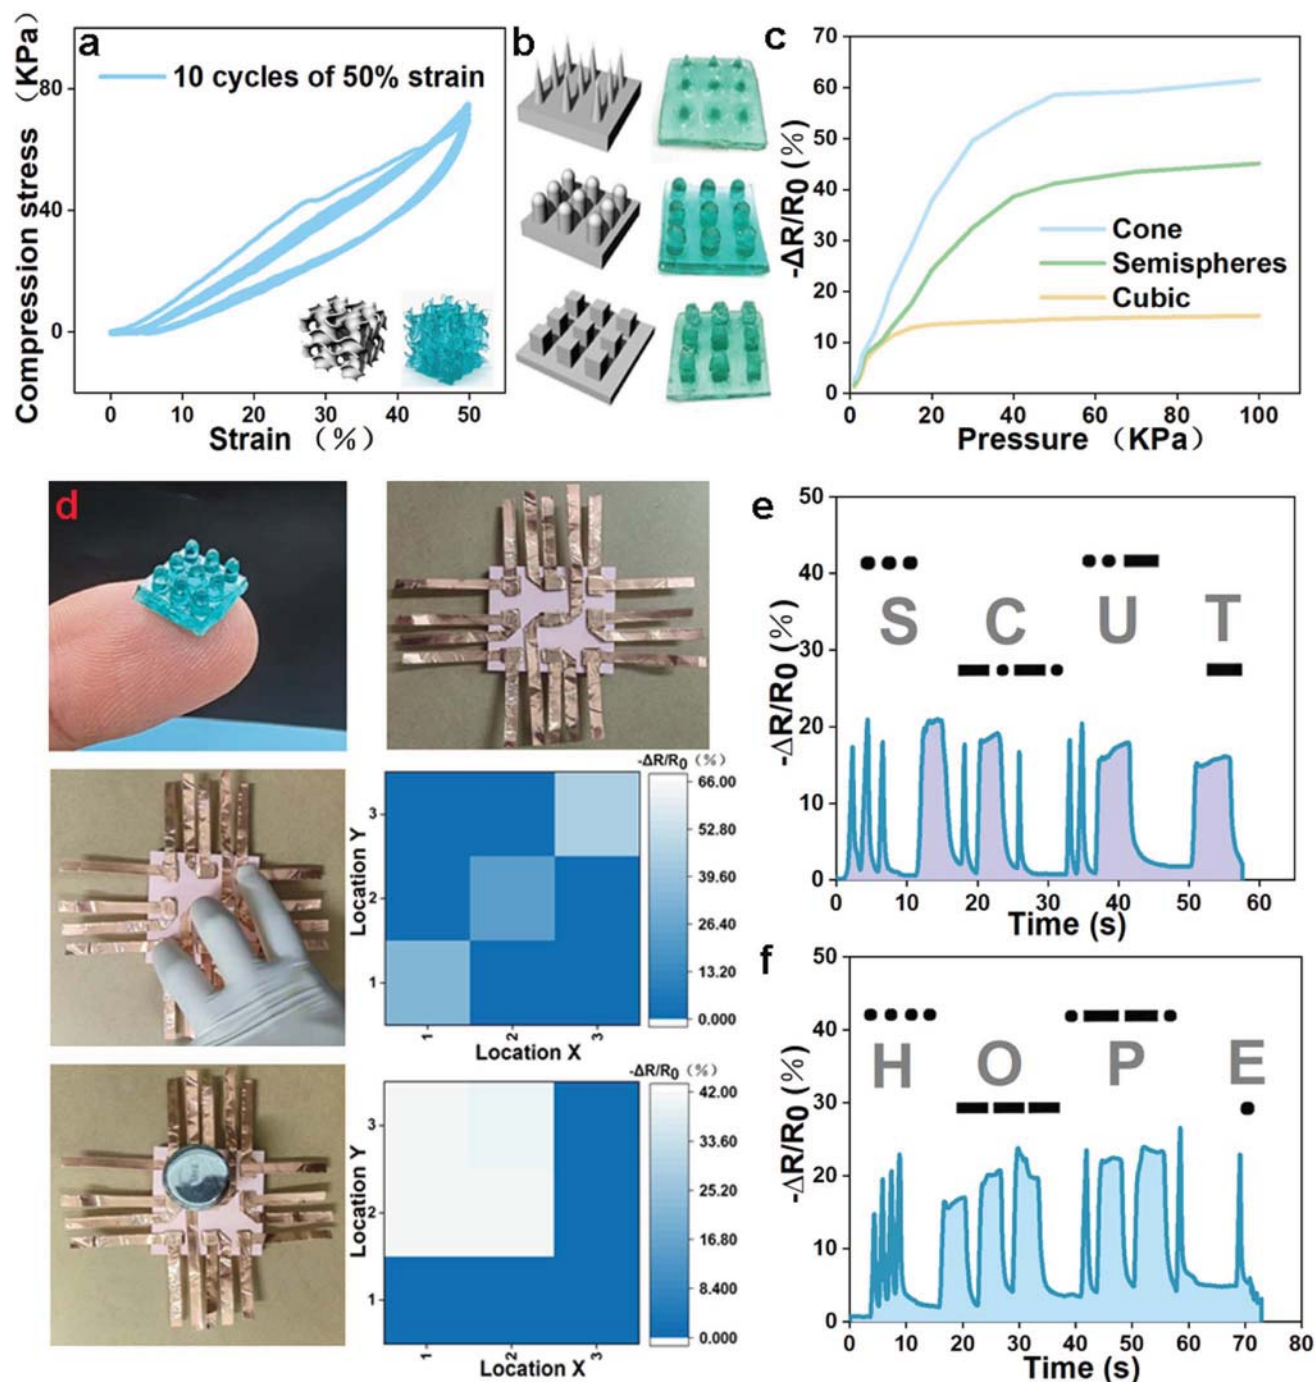 a
10 cycles of 50% strain
Compression stress（KPa）
80
40
0
0 10 20 30 40 50
Strain（%）
b
c
-ΔR/R0（%）
70
60
50
40
30
20
10
0
Cone
Semispheres
Cubic
0 20 40 60 80 100
Pressure（KPa）
d
-ΔR/R₀（%）
66.00
52.80
39.60
26.40
13.20
0.000
Location Y
3
2
1
1 2 3
Location X
-ΔR/R₀（%）
42.00
33.60
25.20
16.80
8.400
0.000
Location Y
3
2
1
1 2 3
Location X
e
-ΔR/R0（%）
50
40
30
20
10
0
S C U T
0 10 20 30 40 50 60
Time (s)
f
-ΔR/R0（%）
50
40
30
20
10
0
H O P E
0 10 20 30 40 50 60 70 80
Time (s)